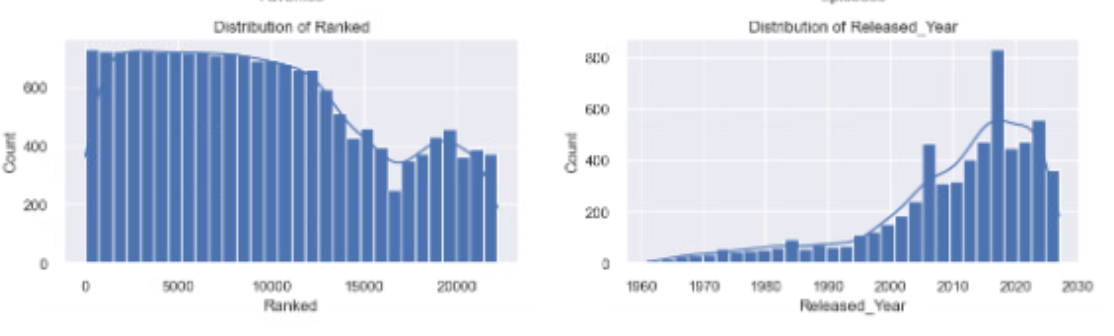 Distribution of Ranked
600
400
200
0
Count
0 5000 10000 15000 20000
Ranked
Distribution of Released_Year
800
600
400
200
0
Count
1960 1970 1980 1990 2000 2010 2020 2030
Released_Year